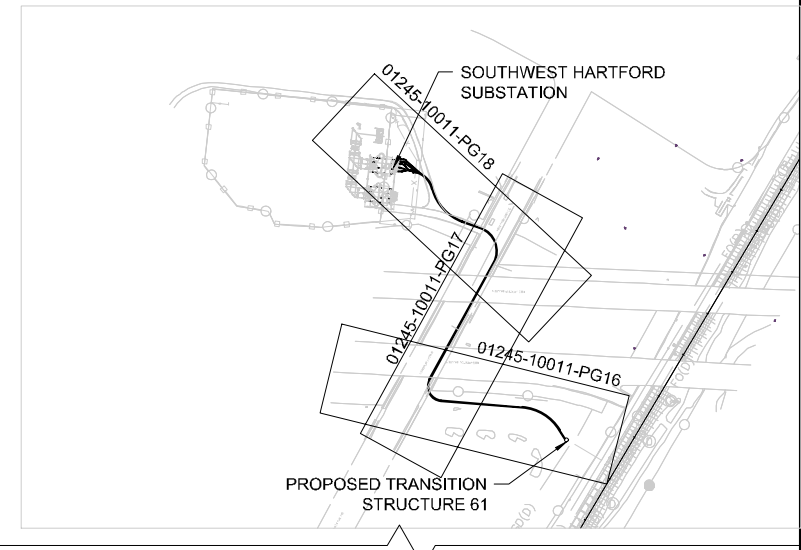 SOUTHWEST HARTFORD
SUBSTATION
01245-10011-PG18
01245-10011-PG17
01245-10011-PG16
PROPOSED TRANSITION
STRUCTURE 61